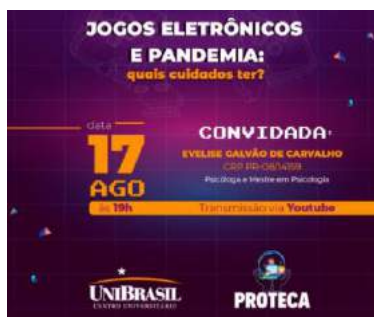 JOGOS ELETRÔNICOS
E PANDEMIA:
quais cuidados ter?
data
17
AGO
às 19h
CONVIDADA:
EVELISE GALVÃO DE CARVALHO
Psicóloga e Mestre em Psicologia
Transmissão via Youtube
UNIBRASIL
CENTRO UNIVERSITÁRIO
PROTECA